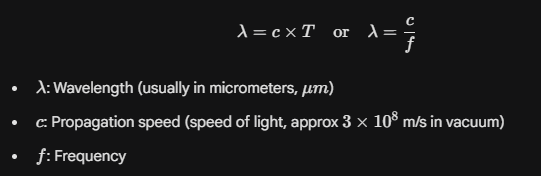 λ = c × T or λ = c/f
• λ: Wavelength (usually in micrometers, μm)
• c: Propagation speed (speed of light, approx 3 × 10⁸ m/s in vacuum)
• f: Frequency